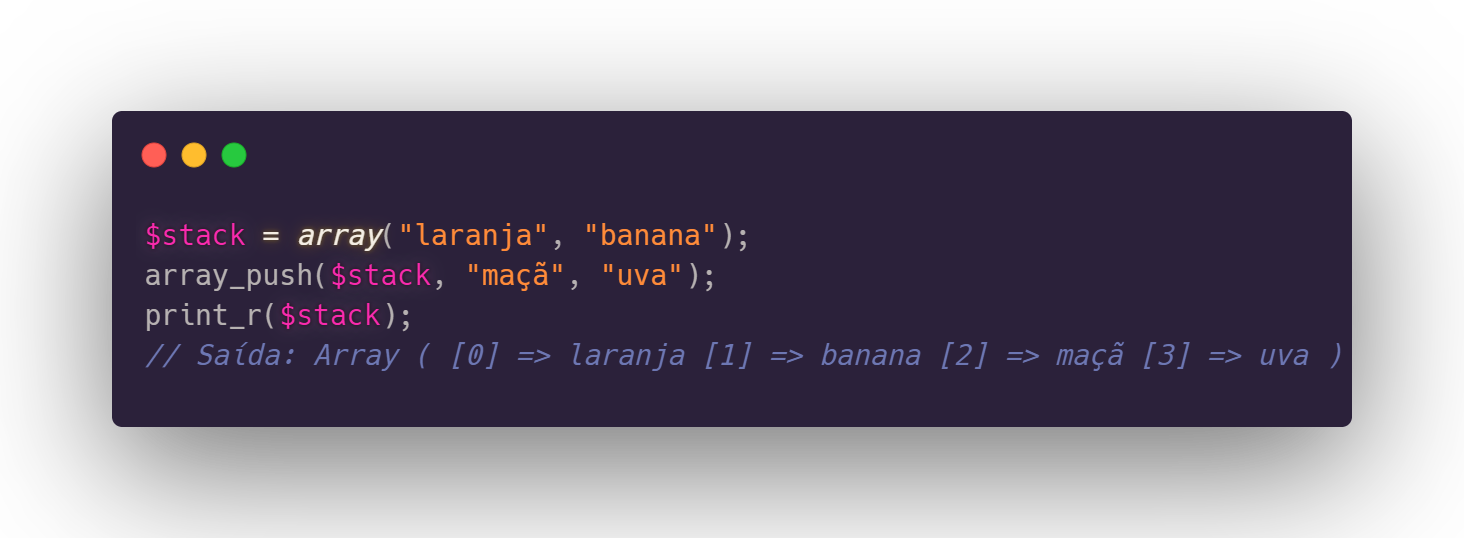 $stack = array("laranja", "banana");
array_push($stack, "maçã", "uva");
print_r($stack);
// Saída: Array ( [0] => laranja [1] => banana [2] => maçã [3] => uva )